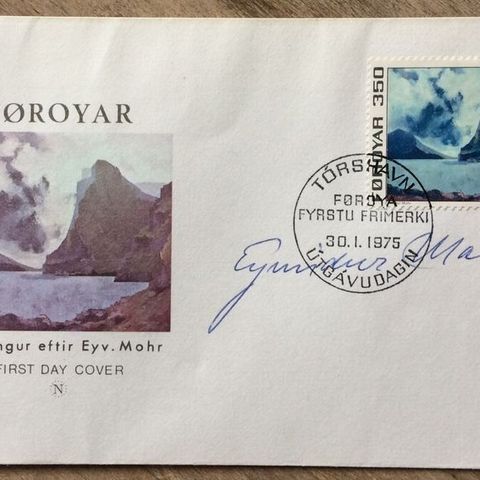 ØROYAR
ngur eftir Eyv. Mohr
FIRST DAY COVER
N
FØROYAR 350
TÓRSHAVN
FØROYA
FYRSTU FRIMERKI
30.1.1975
ÚTGÁVUDAGIN